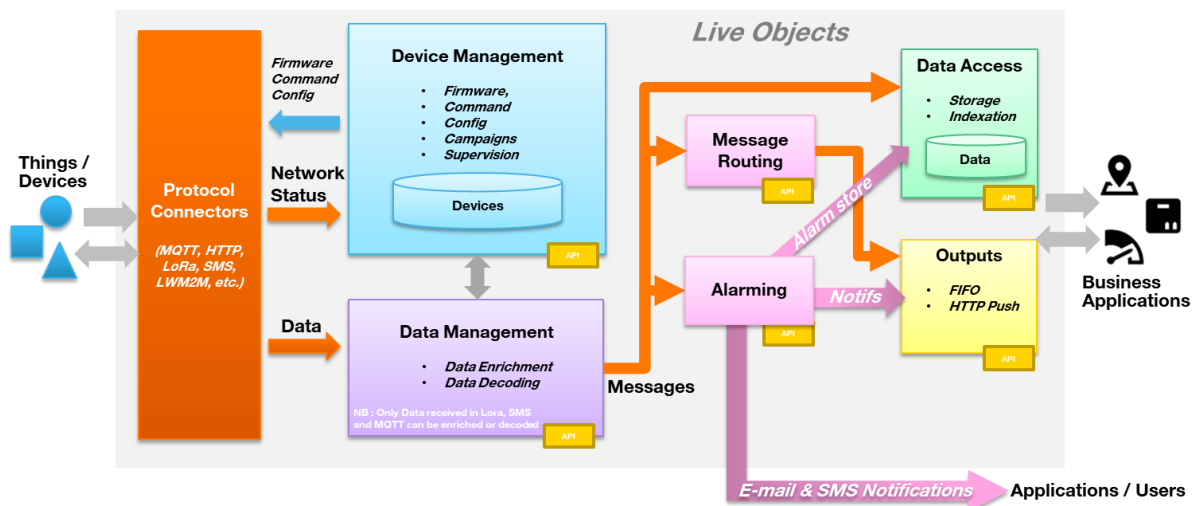 Live Objects
Things /
Devices
Protocol
Connectors
(MQTT, HTTP,
LoRa, SMS,
LWM2M, etc.)
Firmware
Command
Config
Network
Status
Data
Device Management
• Firmware,
• Command
• Config
• Campaigns
• Supervision
Devices
API
Data Management
• Data Enrichment
• Data Decoding
NB : Only Data received in Lora, SMS
and MQTT can be enriched or decoded
API
Messages
Message
Routing
API
Alarming
API
Alarm store
Notifs
Data Access
• Storage
• Indexation
Data
API
Outputs
• FIFO
• HTTP Push
API
Business
Applications
E-mail & SMS Notifications
Applications / Users